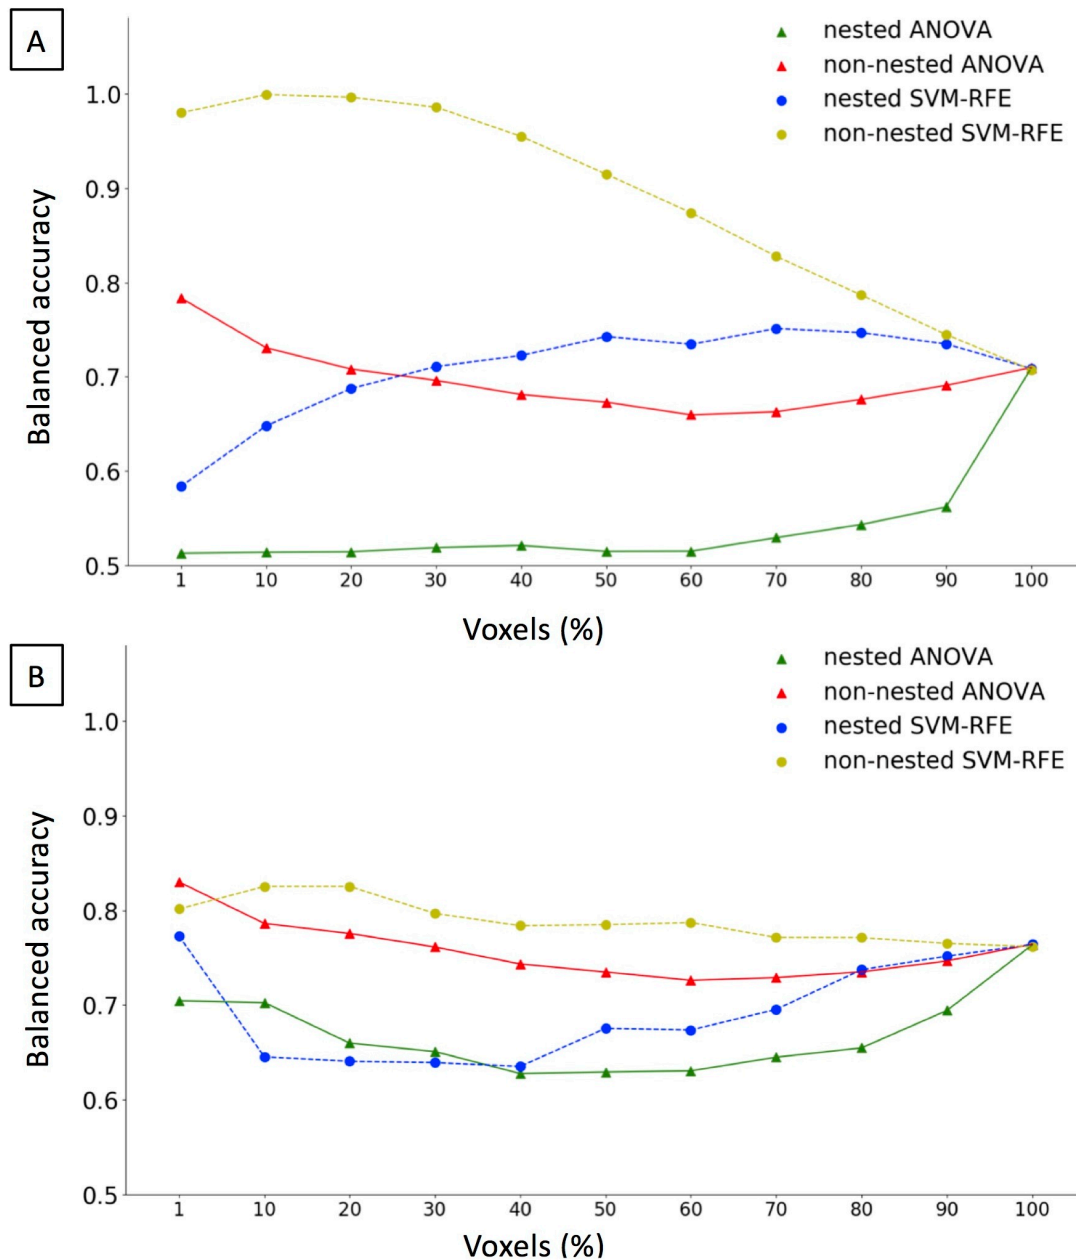 A
nested ANOVA
non-nested ANOVA
nested SVM-RFE
non-nested SVM-RFE
1.0
0.9
0.8
0.7
0.6
0.5
Balanced accuracy
1 10 20 30 40 50 60 70 80 90 100
Voxels (%)
B
nested ANOVA
non-nested ANOVA
nested SVM-RFE
non-nested SVM-RFE
1.0
0.9
0.8
0.7
0.6
0.5
Balanced accuracy
1 10 20 30 40 50 60 70 80 90 100
Voxels (%)